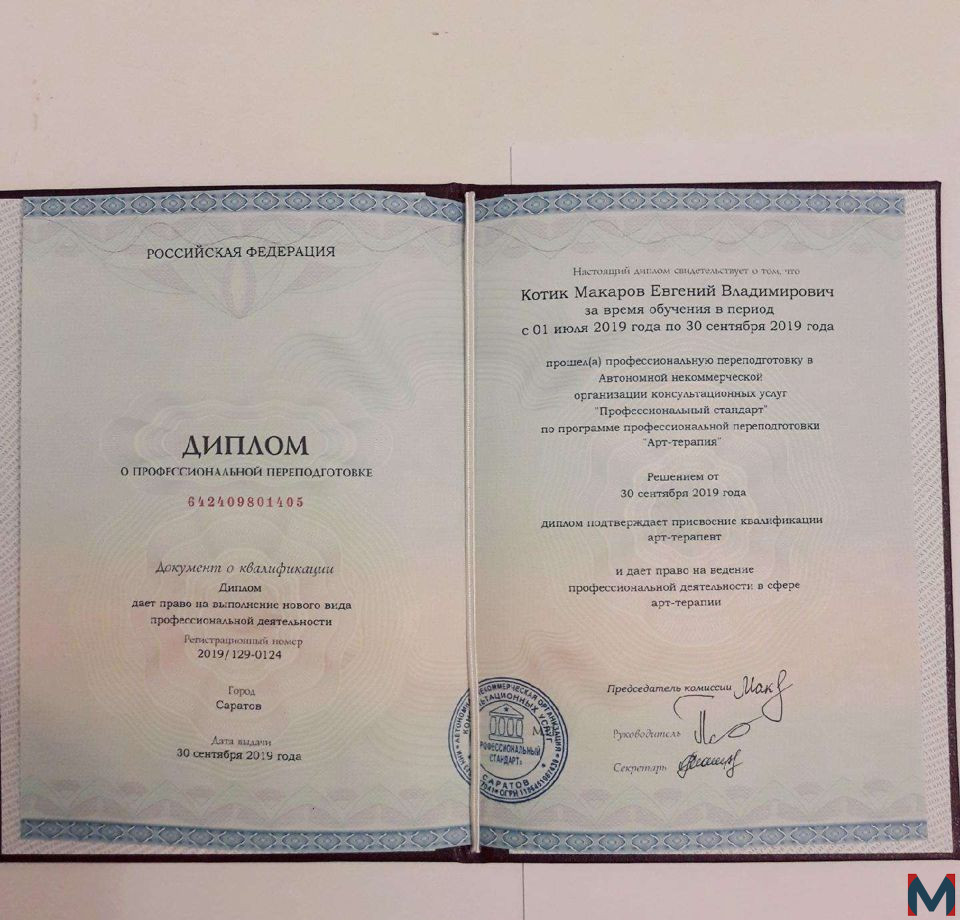 РОССИЙСКАЯ ФЕДЕРАЦИЯ
ДИПЛОМ
О ПРОФЕССИОНАЛЬНОЙ ПЕРЕПОДГОТОВКЕ
642409801405
Документ о квалификации
Диплом
дает право на выполнение нового вида
профессиональной деятельности
Регистрационный номер
2019/129-0124
Город
Саратов
Дата выдачи
30 сентября 2019 года
Настоящий диплом свидетельствует о том, что
Котик Макаров Евгений Владимирович
за время обучения в период
с 01 июля 2019 года по 30 сентября 2019 года
прошел(а) профессиональную переподготовку в
Автономной некоммерческой
организации консультационных услуг
"Профессиональный стандарт"
по программе профессиональной переподготовки
"Арт-терапия"
Решением от
30 сентября 2019 года
диплом подтверждает присвоение квалификации
арт-терапевт
и дает право на ведение
профессиональной деятельности в сфере
арт-терапии
Председатель комиссии
Руководитель
Секретарь
ПРОФЕССИОНАЛЬНЫЙ
СТАНДАРТ»
САРАТОВ
M